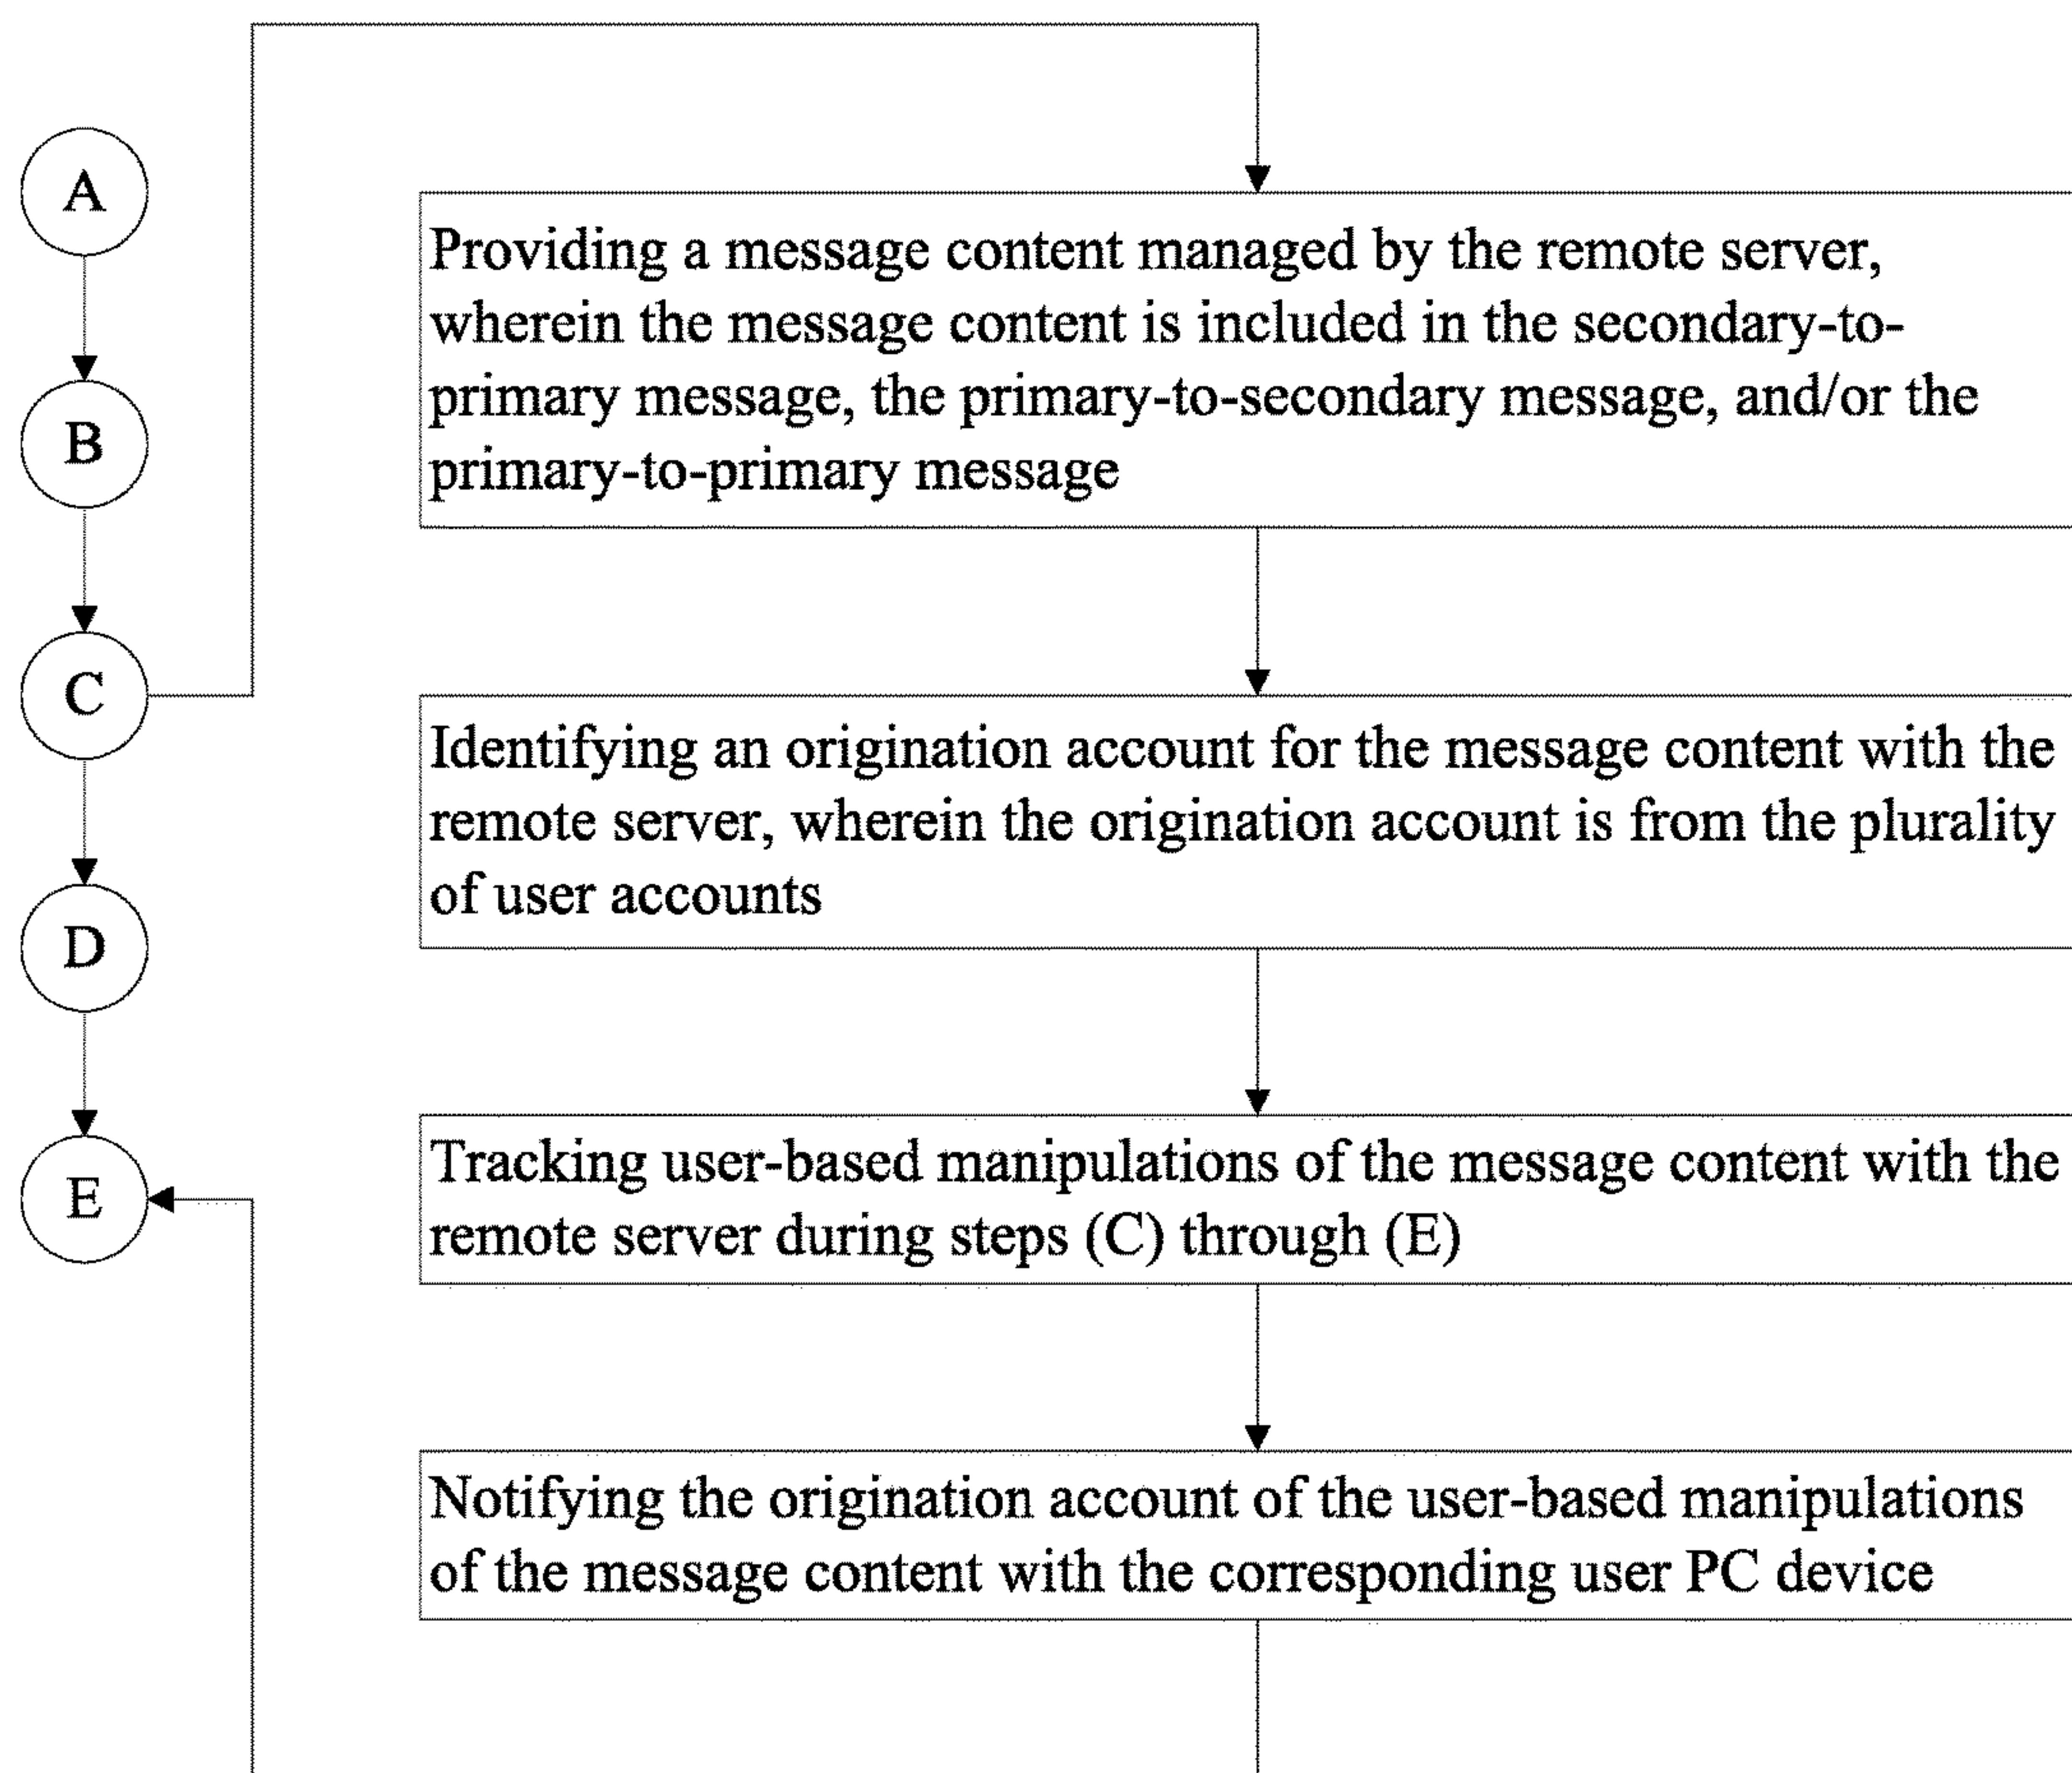 A
B
C
D
E
Providing a message content managed by the remote server,
wherein the message content is included in the secondary-to-
primary message, the primary-to-secondary message, and/or the
primary-to-primary message
Identifying an origination account for the message content with the
remote server, wherein the origination account is from the plurality
of user accounts
Tracking user-based manipulations of the message content with the
remote server during steps (C) through (E)
Notifying the origination account of the user-based manipulations
of the message content with the corresponding user PC device